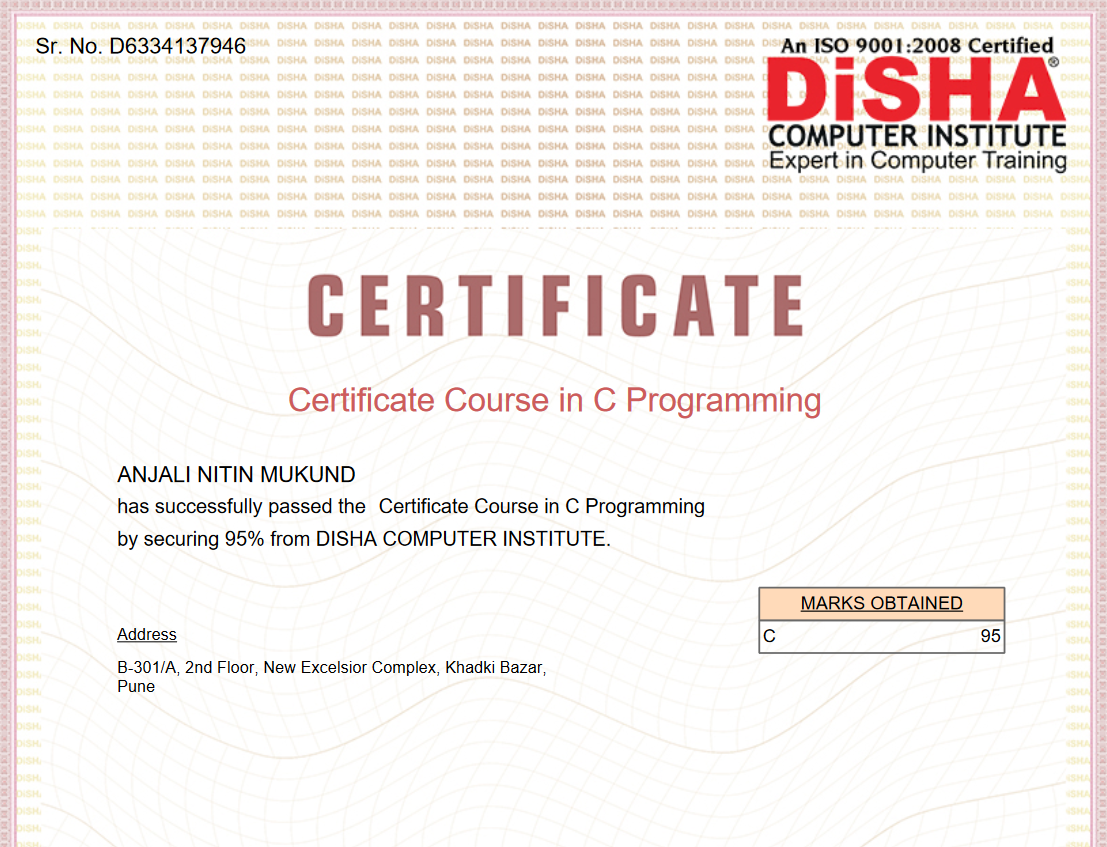 Sr. No. D6334137946
An ISO 9001:2008 Certified
DiSHA®
COMPUTER INSTITUTE
Expert in Computer Training
CERTIFICATE
Certificate Course in C Programming
ANJALI NITIN MUKUND
has successfully passed the Certificate Course in C Programming
by securing 95% from DISHA COMPUTER INSTITUTE.
MARKS OBTAINED
C 95
Address
B-301/A, 2nd Floor, New Excelsior Complex, Khadki Bazar,
Pune